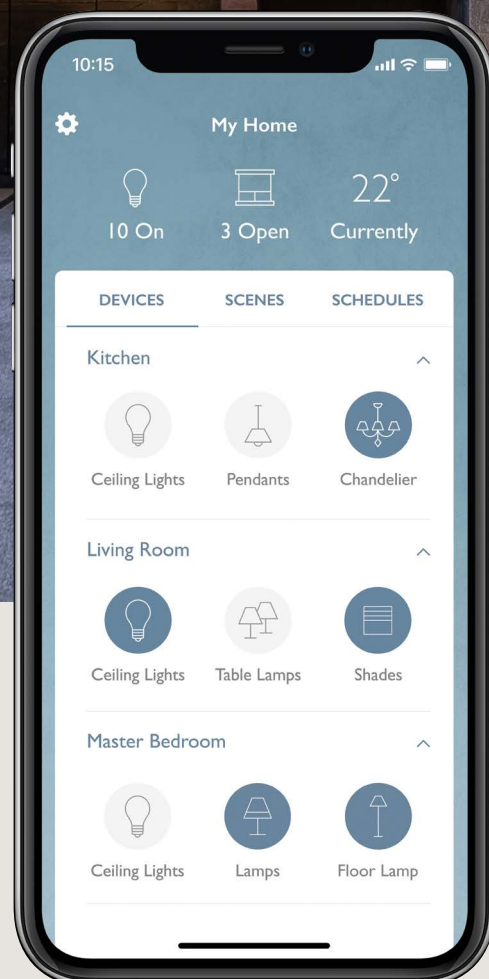 10:15
My Home
10 On 3 Open 22° Currently
DEVICES SCENES SCHEDULES
Kitchen
Ceiling Lights Pendants Chandelier
Living Room
Ceiling Lights Table Lamps Shades
Master Bedroom
Ceiling Lights Lamps Floor Lamp